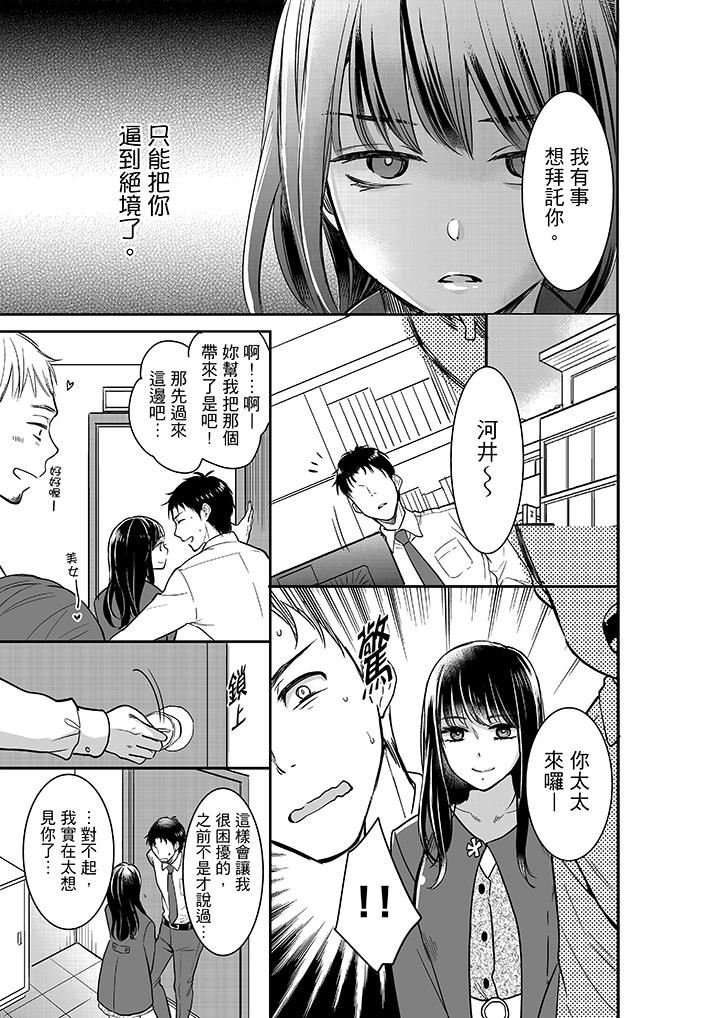 我有事
想拜託你。
只能把你
逼到絕境了。
河井～
啊!…啊—
妳幫我把那個
帶來了是吧!
那先過來
這邊吧…
好好喔—
美女—
你太太
來囉—
驚
!!
鎖上
這樣會讓我
很困擾的,
之前不是才說過…
…對不起,
我實在太想
見你了…